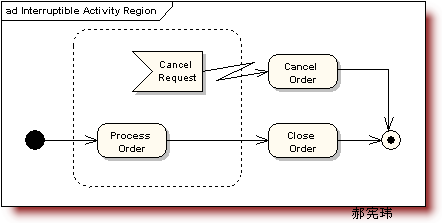 ad Interruptible Activity Region
Cancel
Request
Cancel
Order
Process
Order
Close
Order
郝宪玮